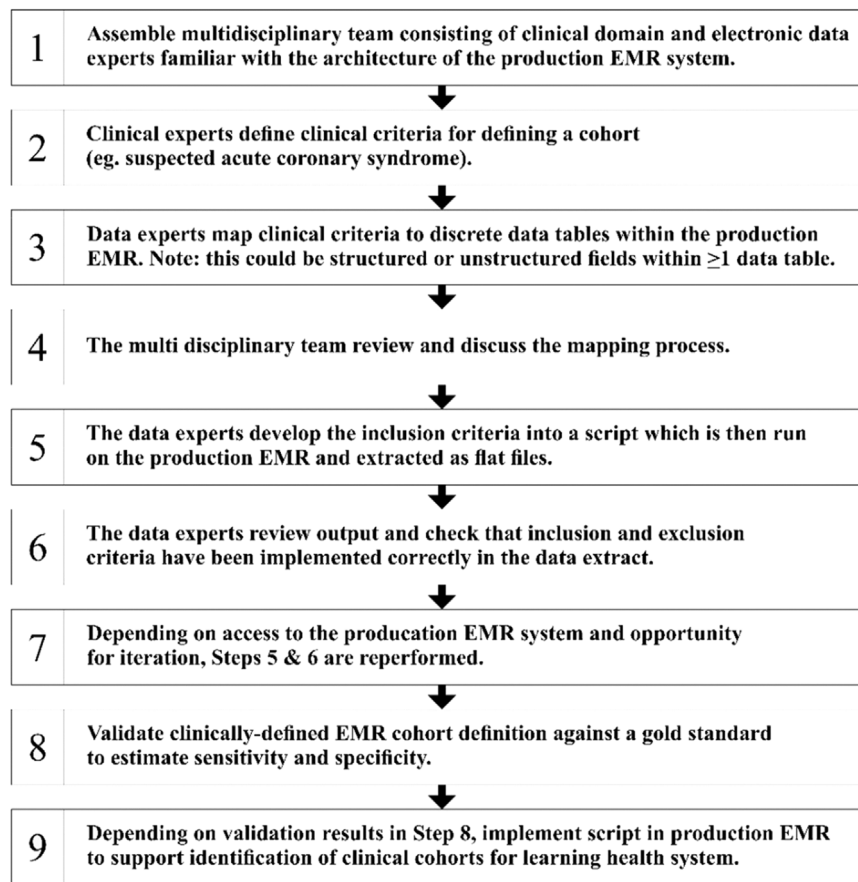 1
Assemble multidisciplinary team consisting of clinical domain and electronic data
experts familiar with the architecture of the production EMR system.
2
Clinical experts define clinical criteria for defining a cohort
(eg. suspected acute coronary syndrome).
3
Data experts map clinical criteria to discrete data tables within the production
EMR. Note: this could be structured or unstructured fields within ≥1 data table.
4
The multi disciplinary team review and discuss the mapping process.
5
The data experts develop the inclusion criteria into a script which is then run
on the production EMR and extracted as flat files.
6
The data experts review output and check that inclusion and exclusion
criteria have been implemented correctly in the data extract.
7
Depending on access to the producation EMR system and opportunity
for iteration, Steps 5 & 6 are reperformed.
8
Validate clinically-defined EMR cohort definition against a gold standard
to estimate sensitivity and specificity.
9
Depending on validation results in Step 8, implement script in production EMR
to support identification of clinical cohorts for learning health system.